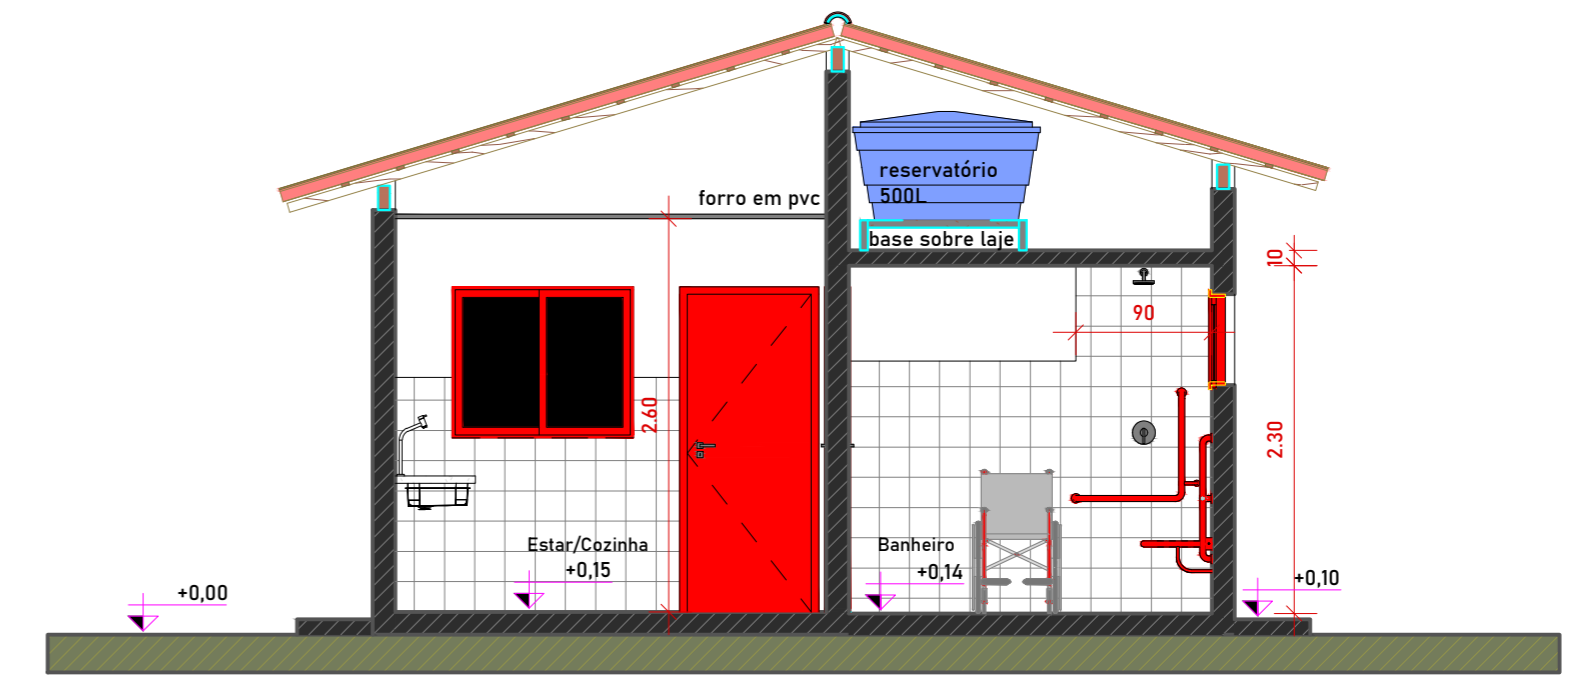 forro em pvc
reservatório
500L
base sobre laje
10
90
2.60
2.30
Estar/Cozinha
+0,15
Banheiro
+0,14
+0,00
+0,10